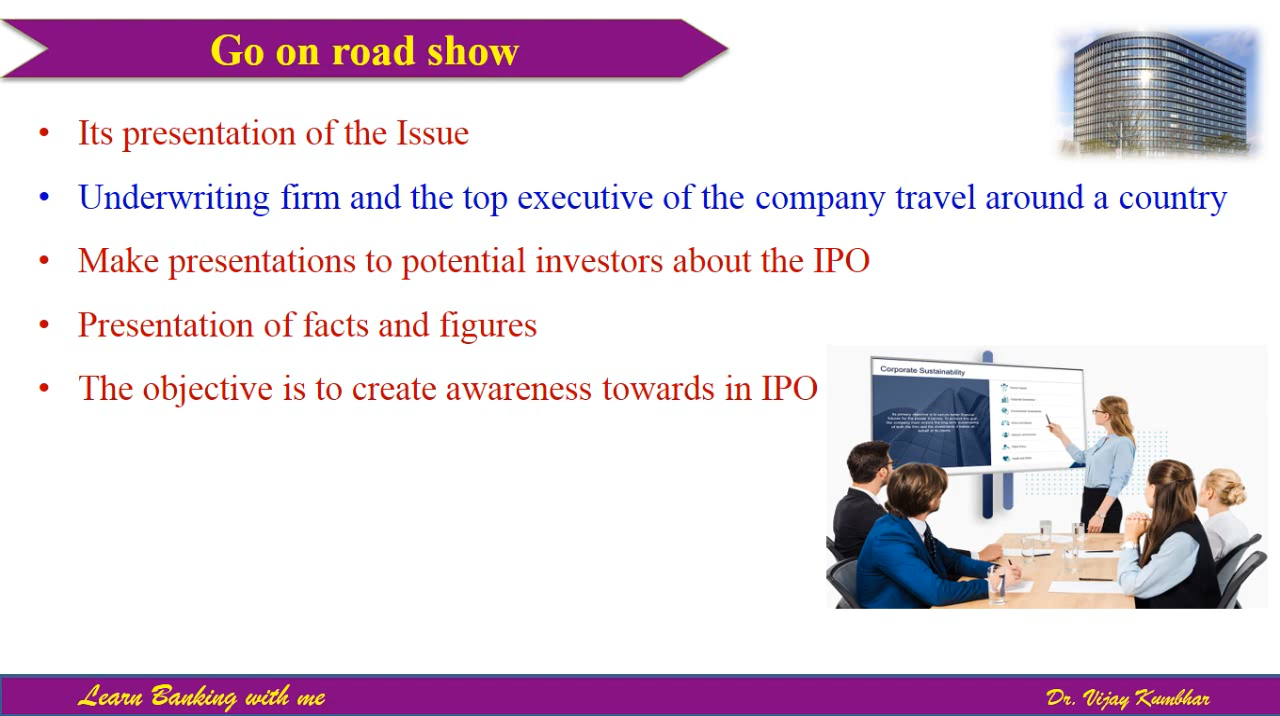 Go on road show
• Its presentation of the Issue
• Underwriting firm and the top executive of the company travel around a country
• Make presentations to potential investors about the IPO
• Presentation of facts and figures
• The objective is to create awareness towards in IPO
Corporate Sustainability
Learn Banking with me
Dr. Vijay Kumbhar